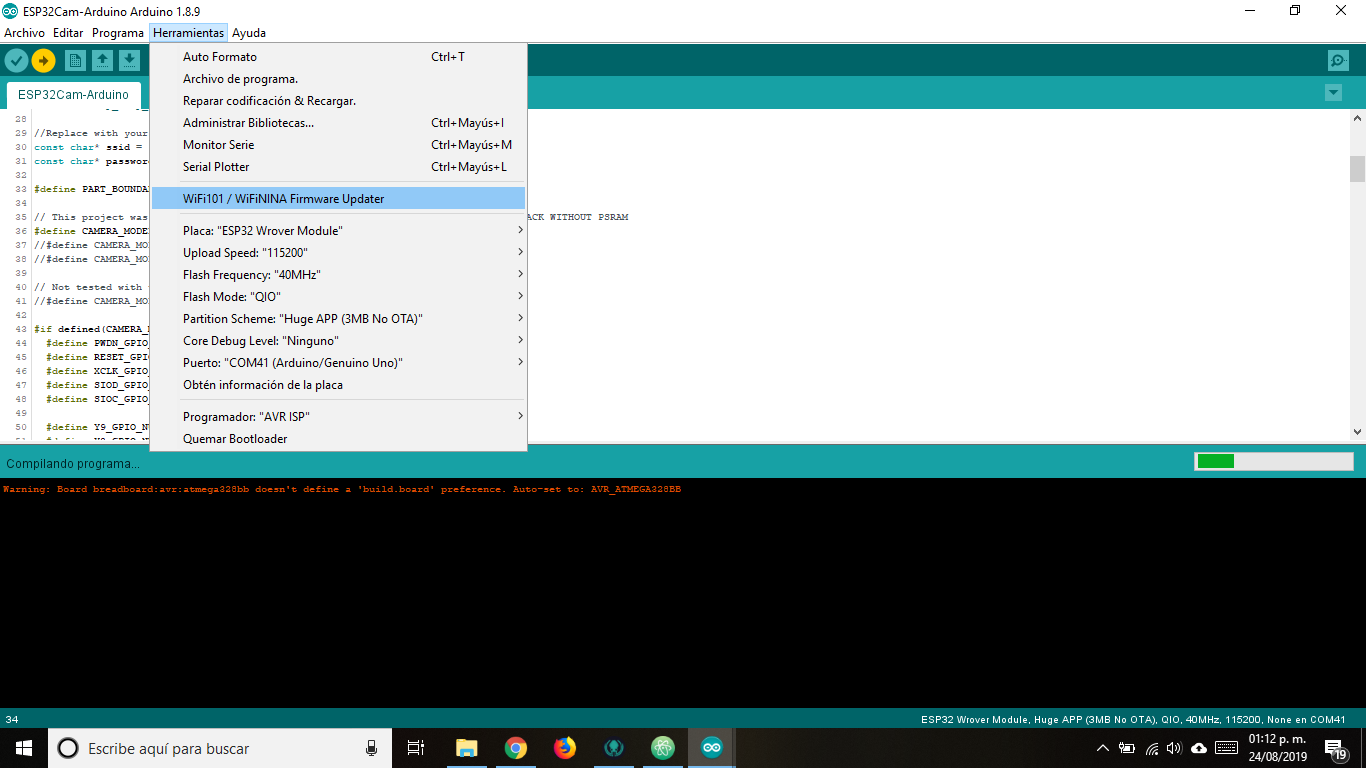 ESP32Cam-Arduino Arduino 1.8.9
Archivo Editar Programa Herramientas Ayuda
ESP32Cam-Arduino
Auto Formato Ctrl+T
Archivo de programa.
Reparar codificación & Recargar.
Administrar Bibliotecas... Ctrl+Mayús+I
Monitor Serie Ctrl+Mayús+M
Serial Plotter Ctrl+Mayús+L
WiFi101 / WiFiNINA Firmware Updater
Placa: "ESP32 Wrover Module"
Upload Speed: "115200"
Flash Frequency: "40MHz"
Flash Mode: "QIO"
Partition Scheme: "Huge APP (3MB No OTA)"
Core Debug Level: "Ninguno"
Puerto: "COM41 (Arduino/Genuino Uno)"
Obtén información de la placa
Programador: "AVR ISP"
Quemar Bootloader
28
29 //Replace with your
30 const char* ssid =
31 const char* passwor
32
33 #define PART_BOUNDA
34
35 // This project was ACK WITHOUT PSRAM
36 #define CAMERA_MODE
37 //#define CAMERA_MO
38 //#define CAMERA_MO
39
40 // Not tested with
41 //#define CAMERA_MO
42
43 #if defined(CAMERA_
44 #define PWDN_GPIO_
45 #define RESET_GPI
46 #define XCLK_GPIO_
47 #define SIOD_GPIO_
48 #define SIOC_GPIO_
49
50 #define Y9_GPIO_N
Compilando programa...
Warning: Board breadboard:avr:atmega328bb doesn't define a 'build.board' preference. Auto-set to: AVR_ATMEGA328BB
34 ESP32 Wrover Module, Huge APP (3MB No OTA), QIO, 40MHz, 115200, None en COM41
Escribe aquí para buscar
01:12 p. m.
24/08/2019
19